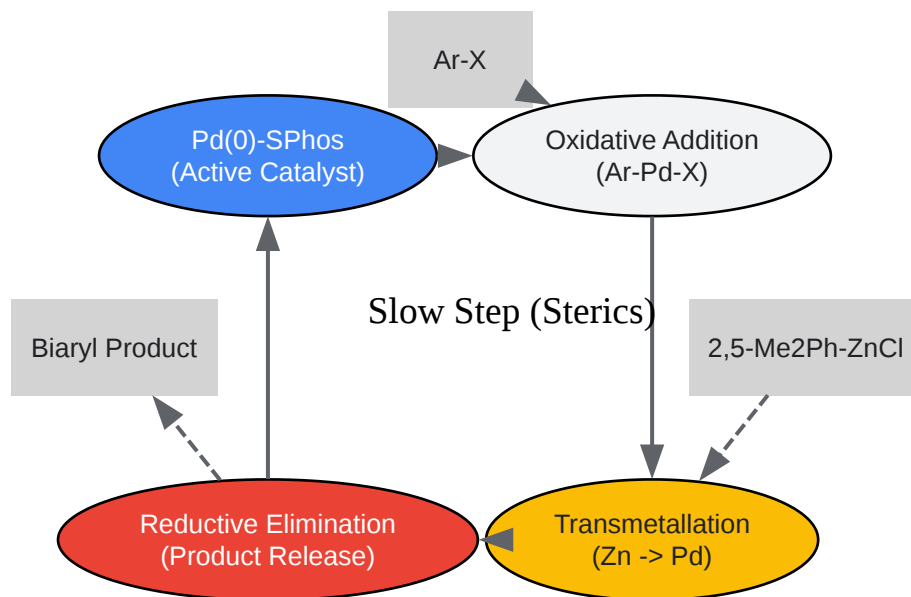 Ar-X
Pd(0)-SPhos
(Active Catalyst)
Oxidative Addition
(Ar-Pd-X)
Slow Step (Sterics)
Biaryl Product
2,5-Me2Ph-ZnCl
Reductive Elimination
(Product Release)
Transmetallation
(Zn -> Pd)